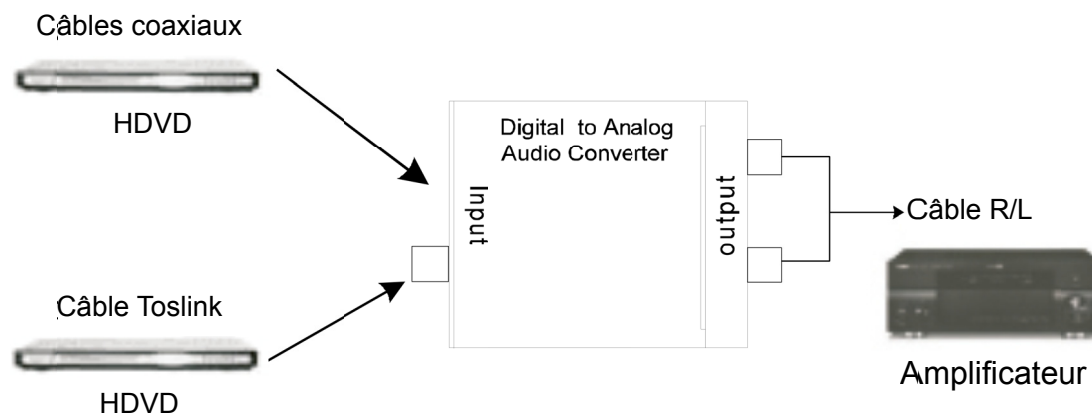 Câbles coaxiaux
HDVD
Digital to Analog
Audio Converter
Input
output
Câble R/L
Câble Toslink
HDVD
Amplificateur